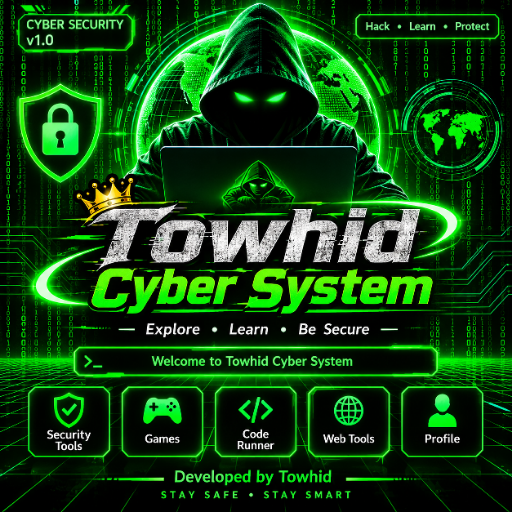 CYBER SECURITY
v1.0
Hack • Learn • Protect
Towhid
Cyber System
— Explore • Learn • Be Secure —
>_ Welcome to Towhid Cyber System
Security
Tools
Games
</>
Code
Runner
Web Tools
Profile
Developed by Towhid
STAY SAFE • STAY SMART